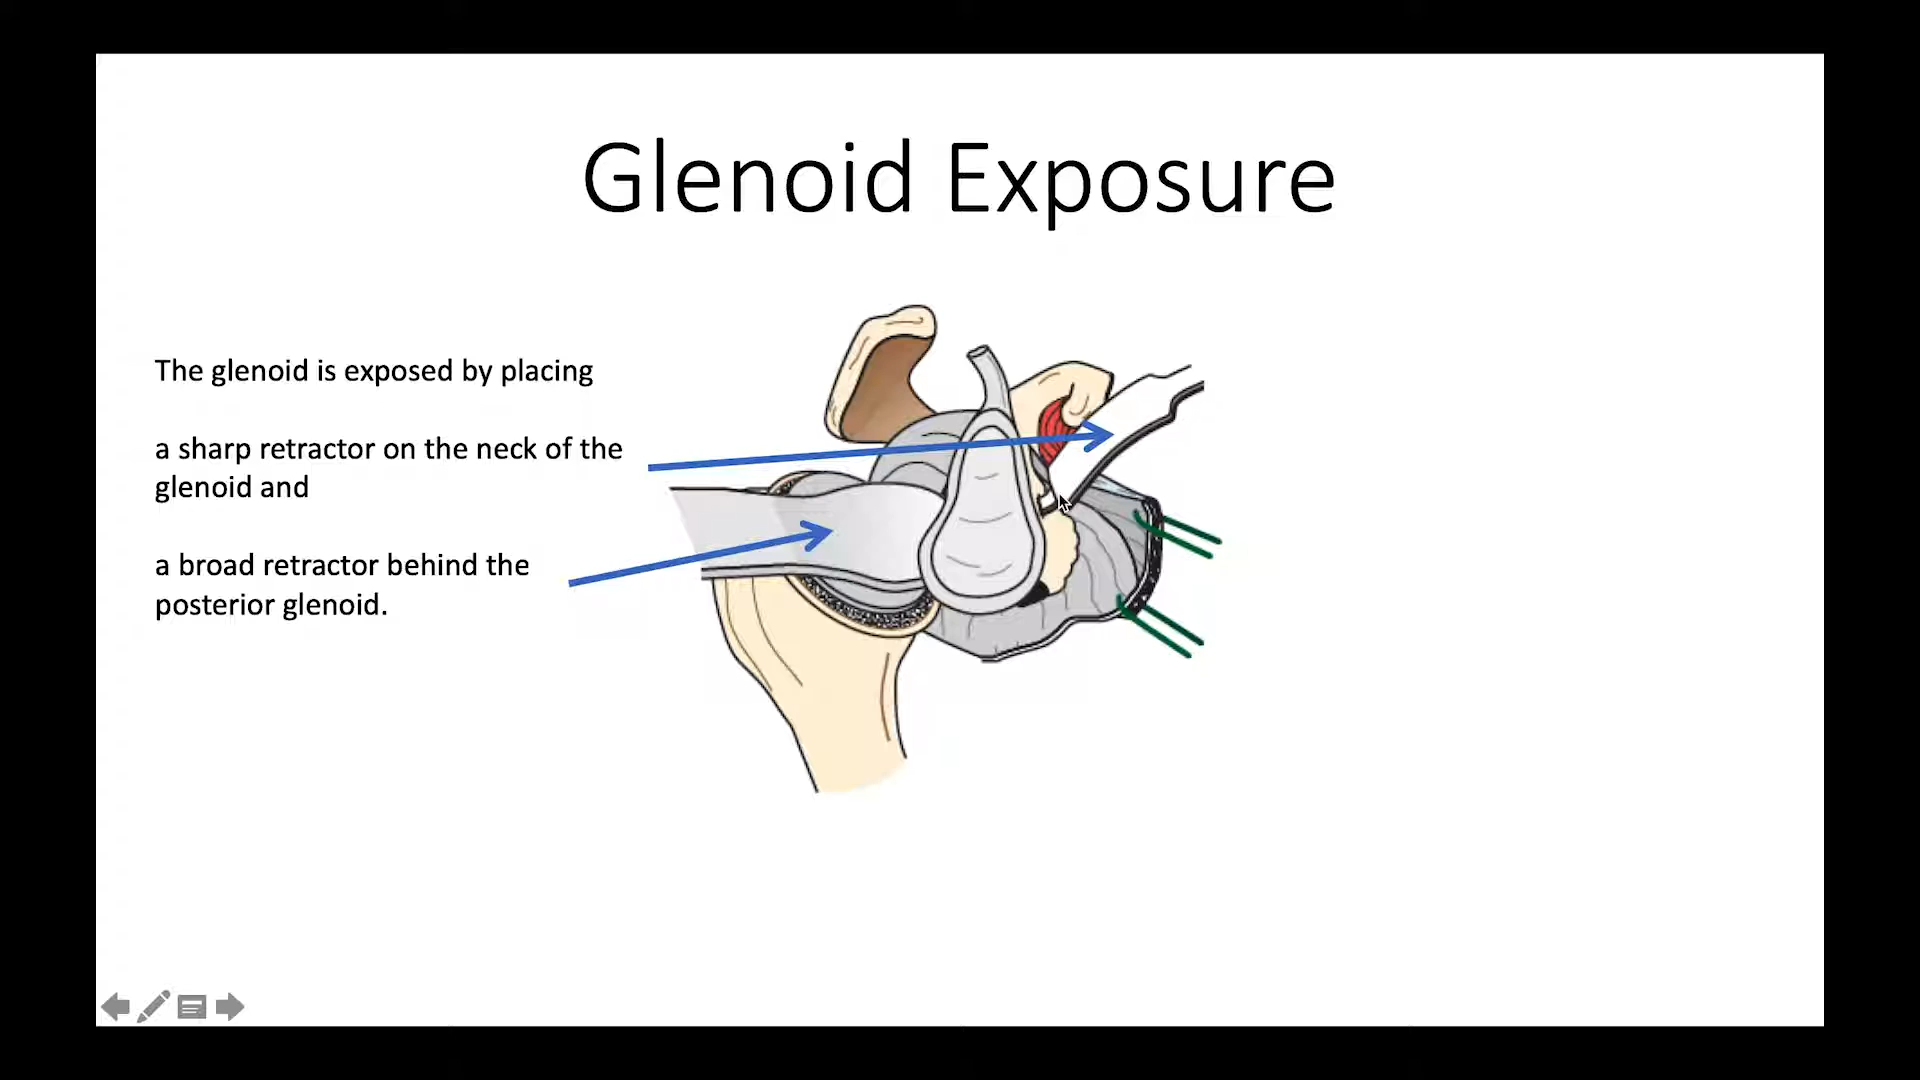 Glenoid Exposure
The glenoid is exposed by placing
a sharp retractor on the neck of the
glenoid and
a broad retractor behind the
posterior glenoid.